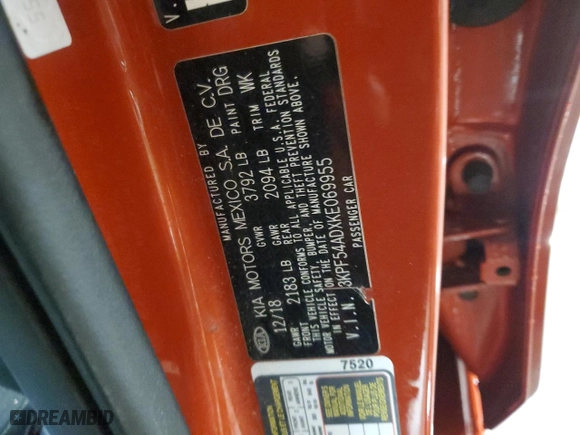 55
V.
MANUFACTURED BY
KIA KIA MOTORS MEXICO S.A. DE C.V.
12/18 GVWR 3792 LB PAINT DRG
GAWR FRONT 2183 LB GAWR REAR 2094 LB TRIM WK
THIS VEHICLE CONFORMS TO ALL APPLICABLE U.S.A. FEDERAL
MOTOR VEHICLE SAFETY, BUMPER, AND THEFT PREVENTION STANDARDS
IN EFFECT ON THE DATE OF MANUFACTURE SHOWN ABOVE.
V.I.N. 3KPF54ADXKE069955
PASSENGER CAR
7520
DREAMBID